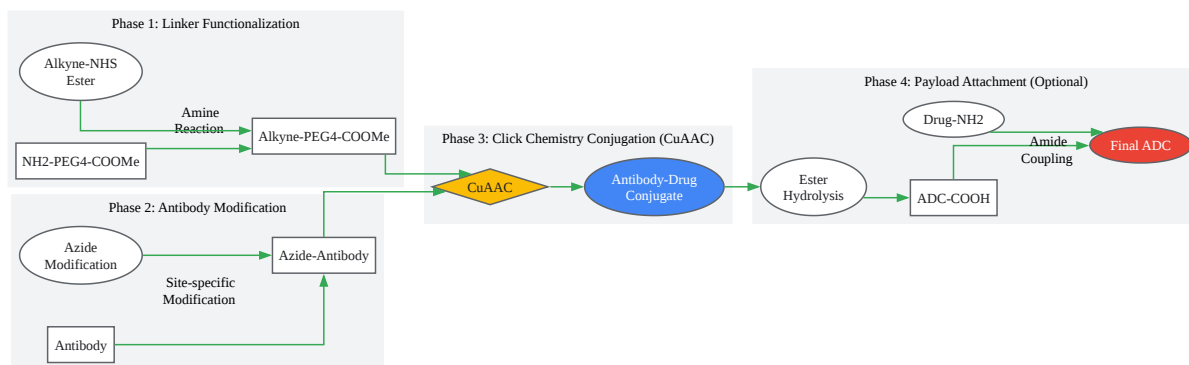 Phase 1: Linker Functionalization
Alkyne-NHS
Ester
Amine
Reaction
NH2-PEG4-COOMe
Alkyne-PEG4-COOMe
Phase 2: Antibody Modification
Azide
Modification
Site-specific
Modification
Azide-Antibody
Antibody
Phase 3: Click Chemistry Conjugation (CuAAC)
CuAAC
Antibody-Drug
Conjugate
Phase 4: Payload Attachment (Optional)
Drug-NH2
Amide
Coupling
Final ADC
Ester
Hydrolysis
ADC-COOH